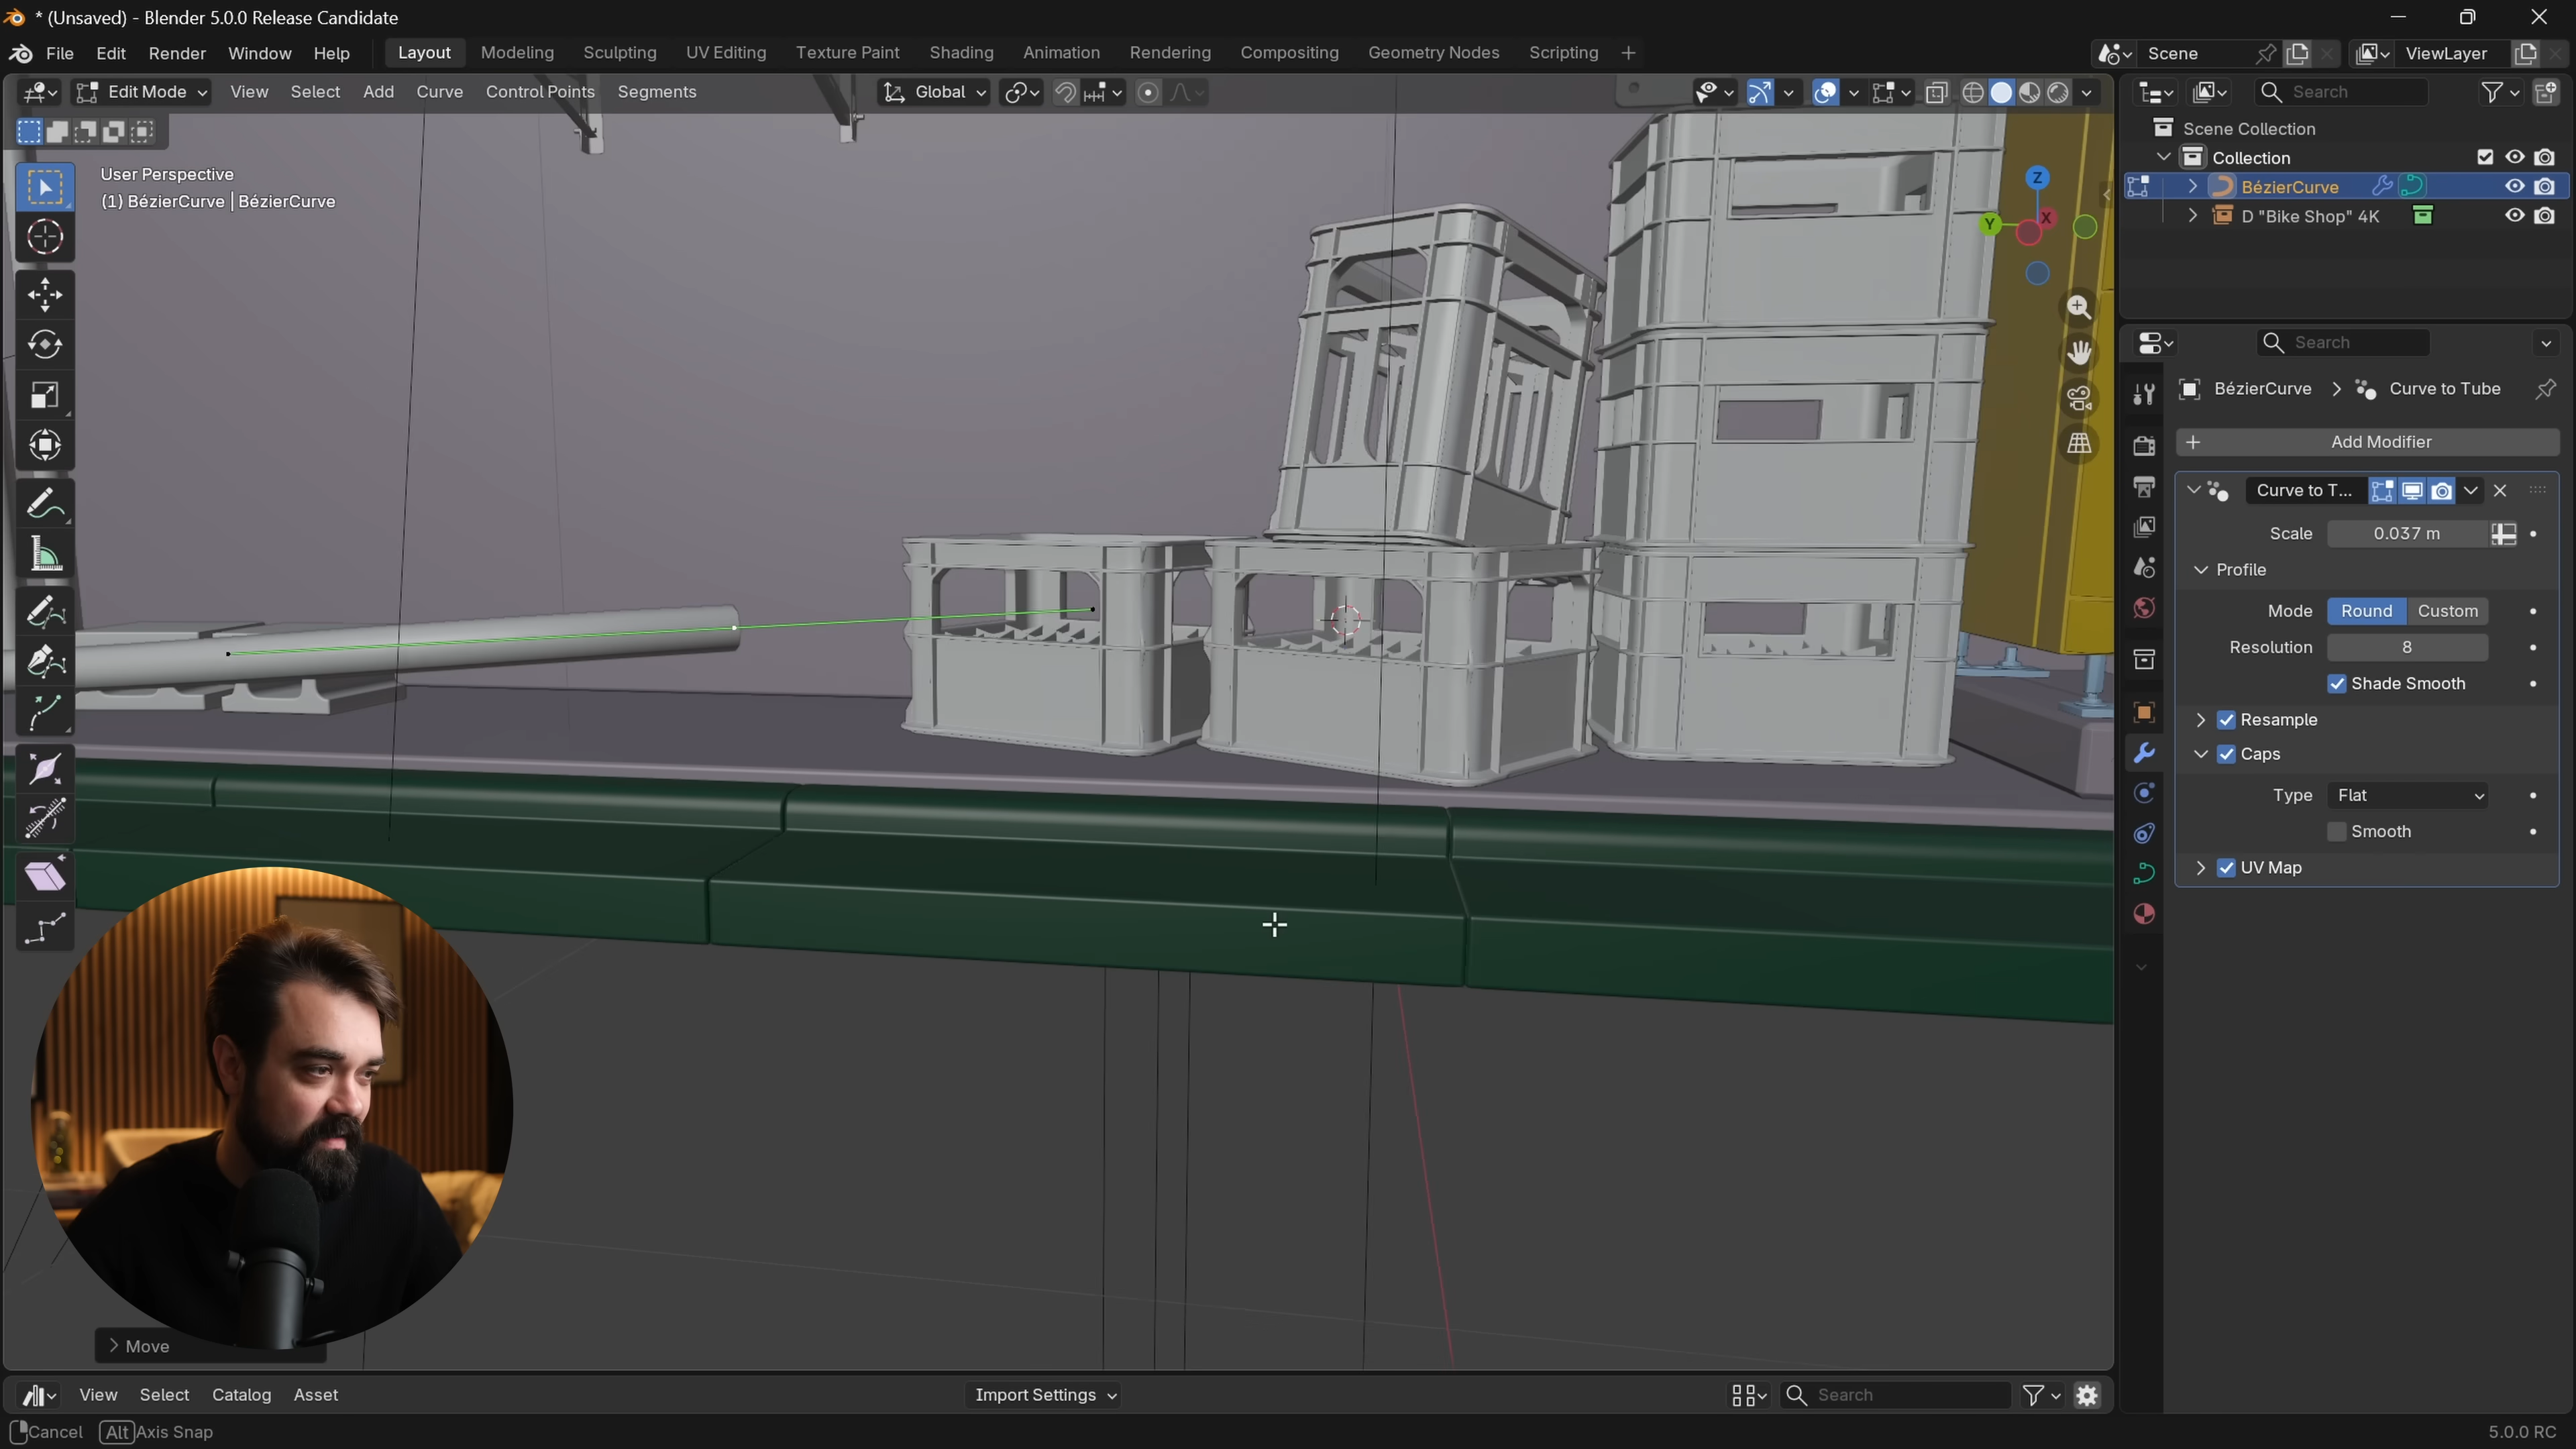 * (Unsaved) - Blender 5.0.0 Release Candidate
File Edit Render Window Help
Layout Modeling Sculpting UV Editing Texture Paint Shading Animation Rendering Compositing Geometry Nodes Scripting
Scene
ViewLayer
Edit Mode View Select Add Curve Control Points Segments
Global
Search
User Perspective
(1) BézierCurve | BézierCurve
Z
Y
X
Scene Collection
Collection
BézierCurve
D "Bike Shop" 4K
Search
BézierCurve Curve to Tube
Add Modifier
Curve to T...
Scale 0.037 m
Profile
Mode Round Custom
Resolution 8
Shade Smooth
Resample
Caps
Type Flat
Smooth
UV Map
Move
View Select Catalog Asset
Import Settings
Search
Cancel Alt Axis Snap
5.0.0 RC